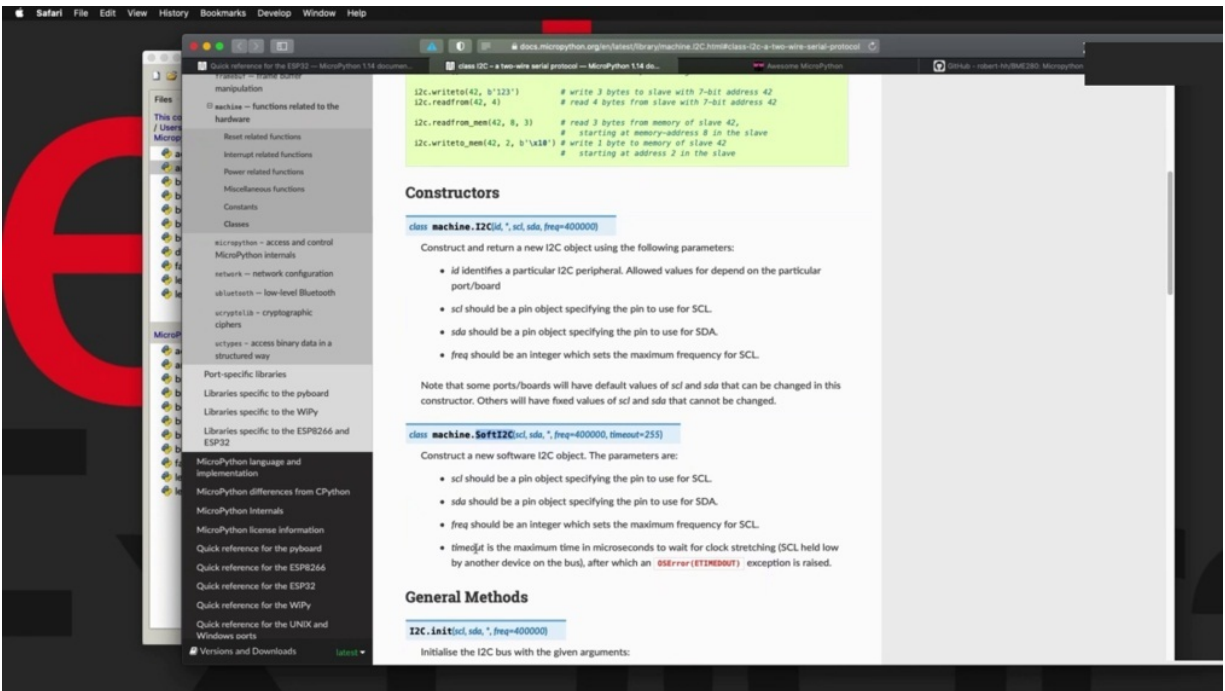 Safari File Edit View History Bookmarks Develop Window Help
docs.micropython.org/en/latest/library/machine.I2C.html#class-i2c-a-two-wire-serial-protocol
Quick reference for the ESP32 — MicroPython 1.14 documen...
class I2C – a two-wire serial protocol — MicroPython 1.14 do...
Awesome MicroPython
GitHub - robert-hh/BME280: Micropython
Files
This co
/ Users
Microp
MicroP
framebuf — frame buffer
manipulation
machine — functions related to the
hardware
Reset related functions
Interrupt related functions
Power related functions
Miscellaneous functions
Constants
Classes
micropython – access and control
MicroPython internals
network — network configuration
ubluetooth — low-level Bluetooth
ucryptolib – cryptographic
ciphers
uctypes – access binary data in a
structured way
Port-specific libraries
Libraries specific to the pyboard
Libraries specific to the WiPy
Libraries specific to the ESP8266 and
ESP32
MicroPython language and
implementation
MicroPython differences from CPython
MicroPython Internals
MicroPython license information
Quick reference for the pyboard
Quick reference for the ESP8266
Quick reference for the ESP32
Quick reference for the WiPy
Quick reference for the UNIX and
Windows ports
Versions and Downloads latest
i2c.writeto(42, b'123') # write 3 bytes to slave with 7-bit address 42
i2c.readfrom(42, 4) # read 4 bytes from slave with 7-bit address 42
i2c.readfrom_mem(42, 8, 3) # read 3 bytes from memory of slave 42,
# starting at memory-address 8 in the slave
i2c.writeto_mem(42, 2, b'\x10') # write 1 byte to memory of slave 42
# starting at address 2 in the slave
Constructors
class machine.I2C(id, *, scl, sda, freq=400000)
Construct and return a new I2C object using the following parameters:
• id identifies a particular I2C peripheral. Allowed values for depend on the particular
port/board
• scl should be a pin object specifying the pin to use for SCL.
• sda should be a pin object specifying the pin to use for SDA.
• freq should be an integer which sets the maximum frequency for SCL.
Note that some ports/boards will have default values of scl and sda that can be changed in this
constructor. Others will have fixed values of scl and sda that cannot be changed.
class machine.SoftI2C(scl, sda, *, freq=400000, timeout=255)
Construct a new software I2C object. The parameters are:
• scl should be a pin object specifying the pin to use for SCL.
• sda should be a pin object specifying the pin to use for SDA.
• freq should be an integer which sets the maximum frequency for SCL.
• timeout is the maximum time in microseconds to wait for clock stretching (SCL held low
by another device on the bus), after which an OSError(ETIMEDOUT) exception is raised.
General Methods
I2C.init(scl, sda, *, freq=400000)
Initialise the I2C bus with the given arguments: